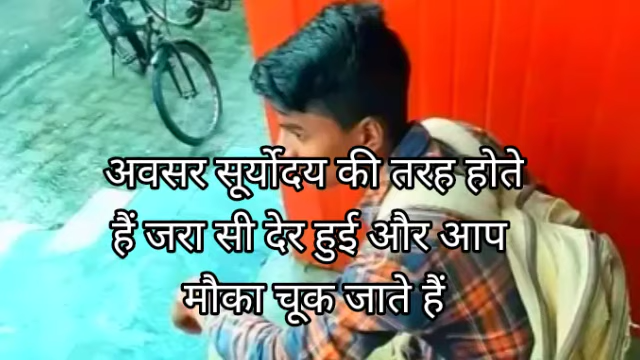 अवसर सूर्योदय की तरह होते
हैं जरा सी देर हुई और आप
मौका चूक जाते हैं